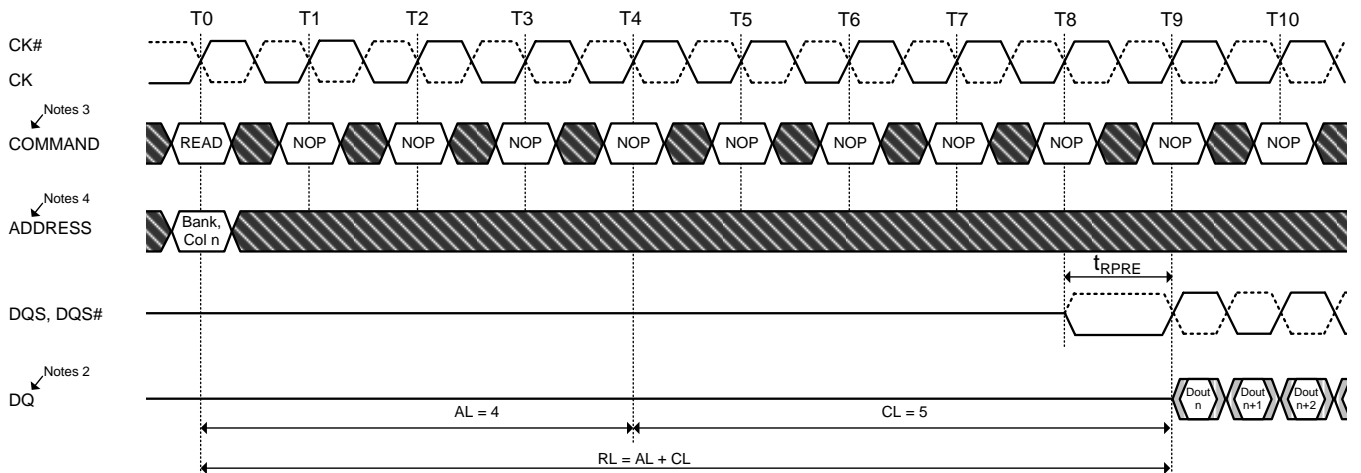 T0 T1 T2 T3 T4 T5 T6 T7 T8 T9 T10
CK#
CK
Notes 3
COMMAND READ NOP NOP NOP NOP NOP NOP NOP NOP NOP NOP
Notes 4
ADDRESS
Bank,
Col n
tRPRE
DQS, DQS#
Notes 2
DQ
Dout
n
Dout
n+1
Dout
n+2
AL = 4
CL = 5
RL = AL + CL